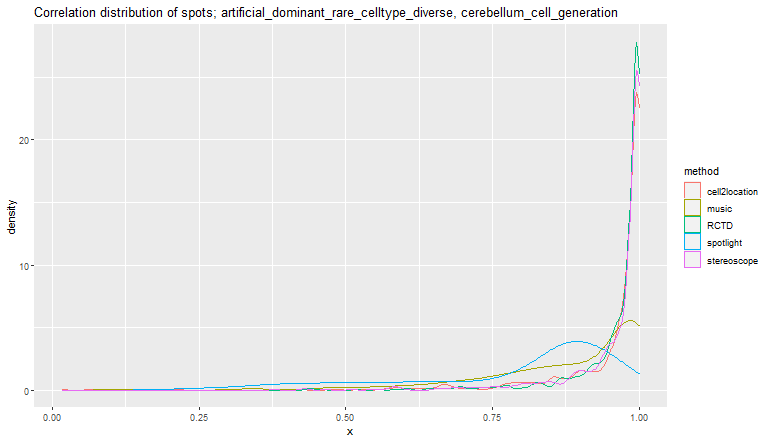 Correlation distribution of spots; artificial_dominant_rare_celltype_diverse, cerebellum_cell_generation
20
10
0
density
0.00 0.25 0.50 0.75 1.00
x
method
cell2location
music
RCTD
spotlight
stereoscope